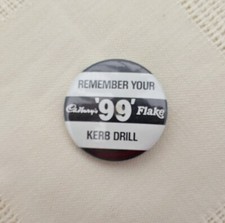 REMEMBER YOUR
Cadbury's '99' Flake
KERB DRILL